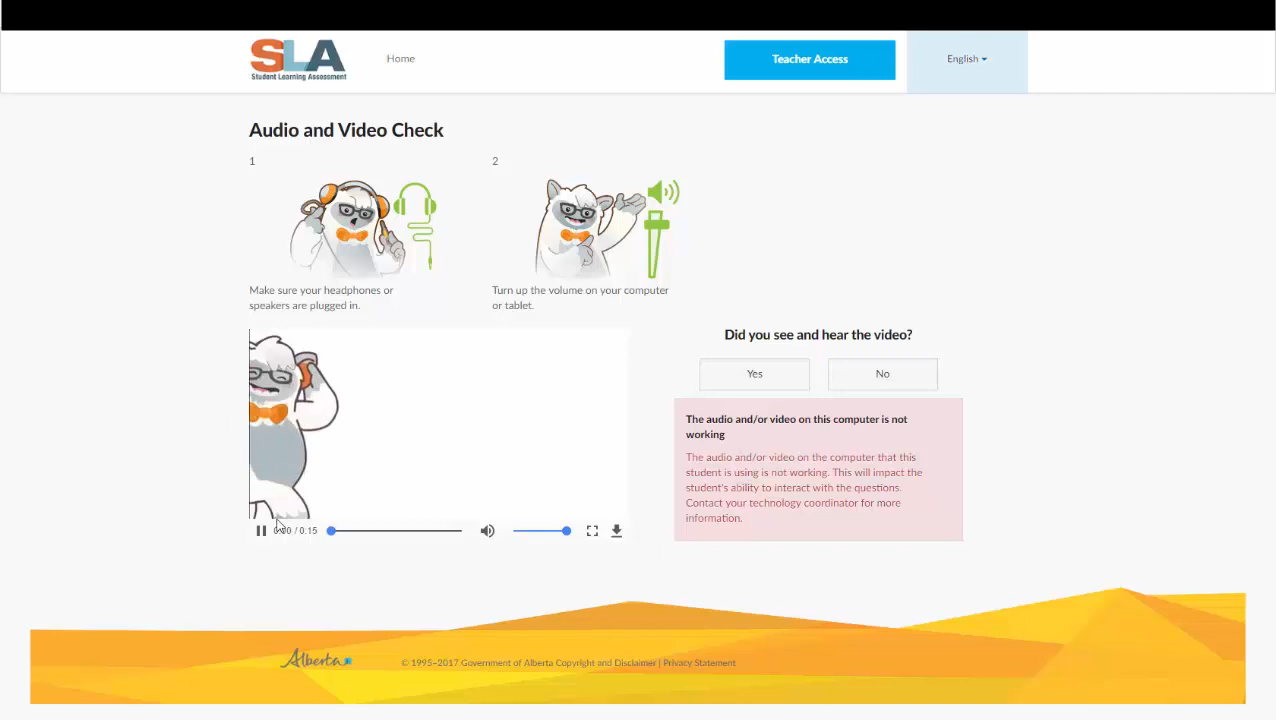 SLA
Student Learning Assessment
Home
Teacher Access
English
Audio and Video Check
1
2
Make sure your headphones or
speakers are plugged in.
Turn up the volume on your computer
or tablet.
Did you see and hear the video?
Yes
No
The audio and/or video on this computer is not
working
The audio and/or video on the computer that this
student is using is not working. This will impact the
student's ability to interact with the questions.
Contact your technology coordinator for more
information.
0:00 / 0:15
Alberta
© 1995–2017 Government of Alberta Copyright and Disclaimer | Privacy Statement